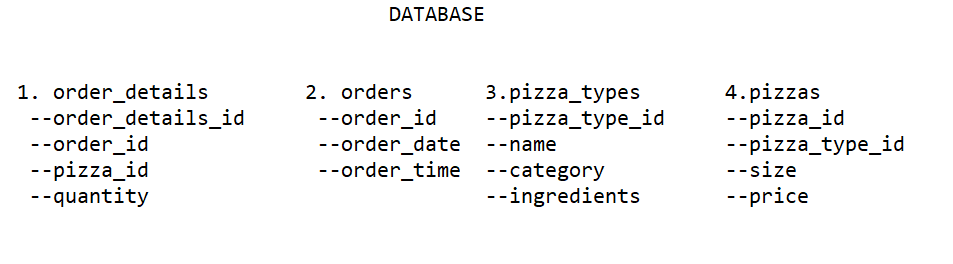 DATABASE
1. order_details
--order_details_id
--order_id
--pizza_id
--quantity
2. orders
--order_id
--order_date
--order_time
3.pizza_types
--pizza_type_id
--name
--category
--ingredients
4.pizzas
--pizza_id
--pizza_type_id
--size
--price